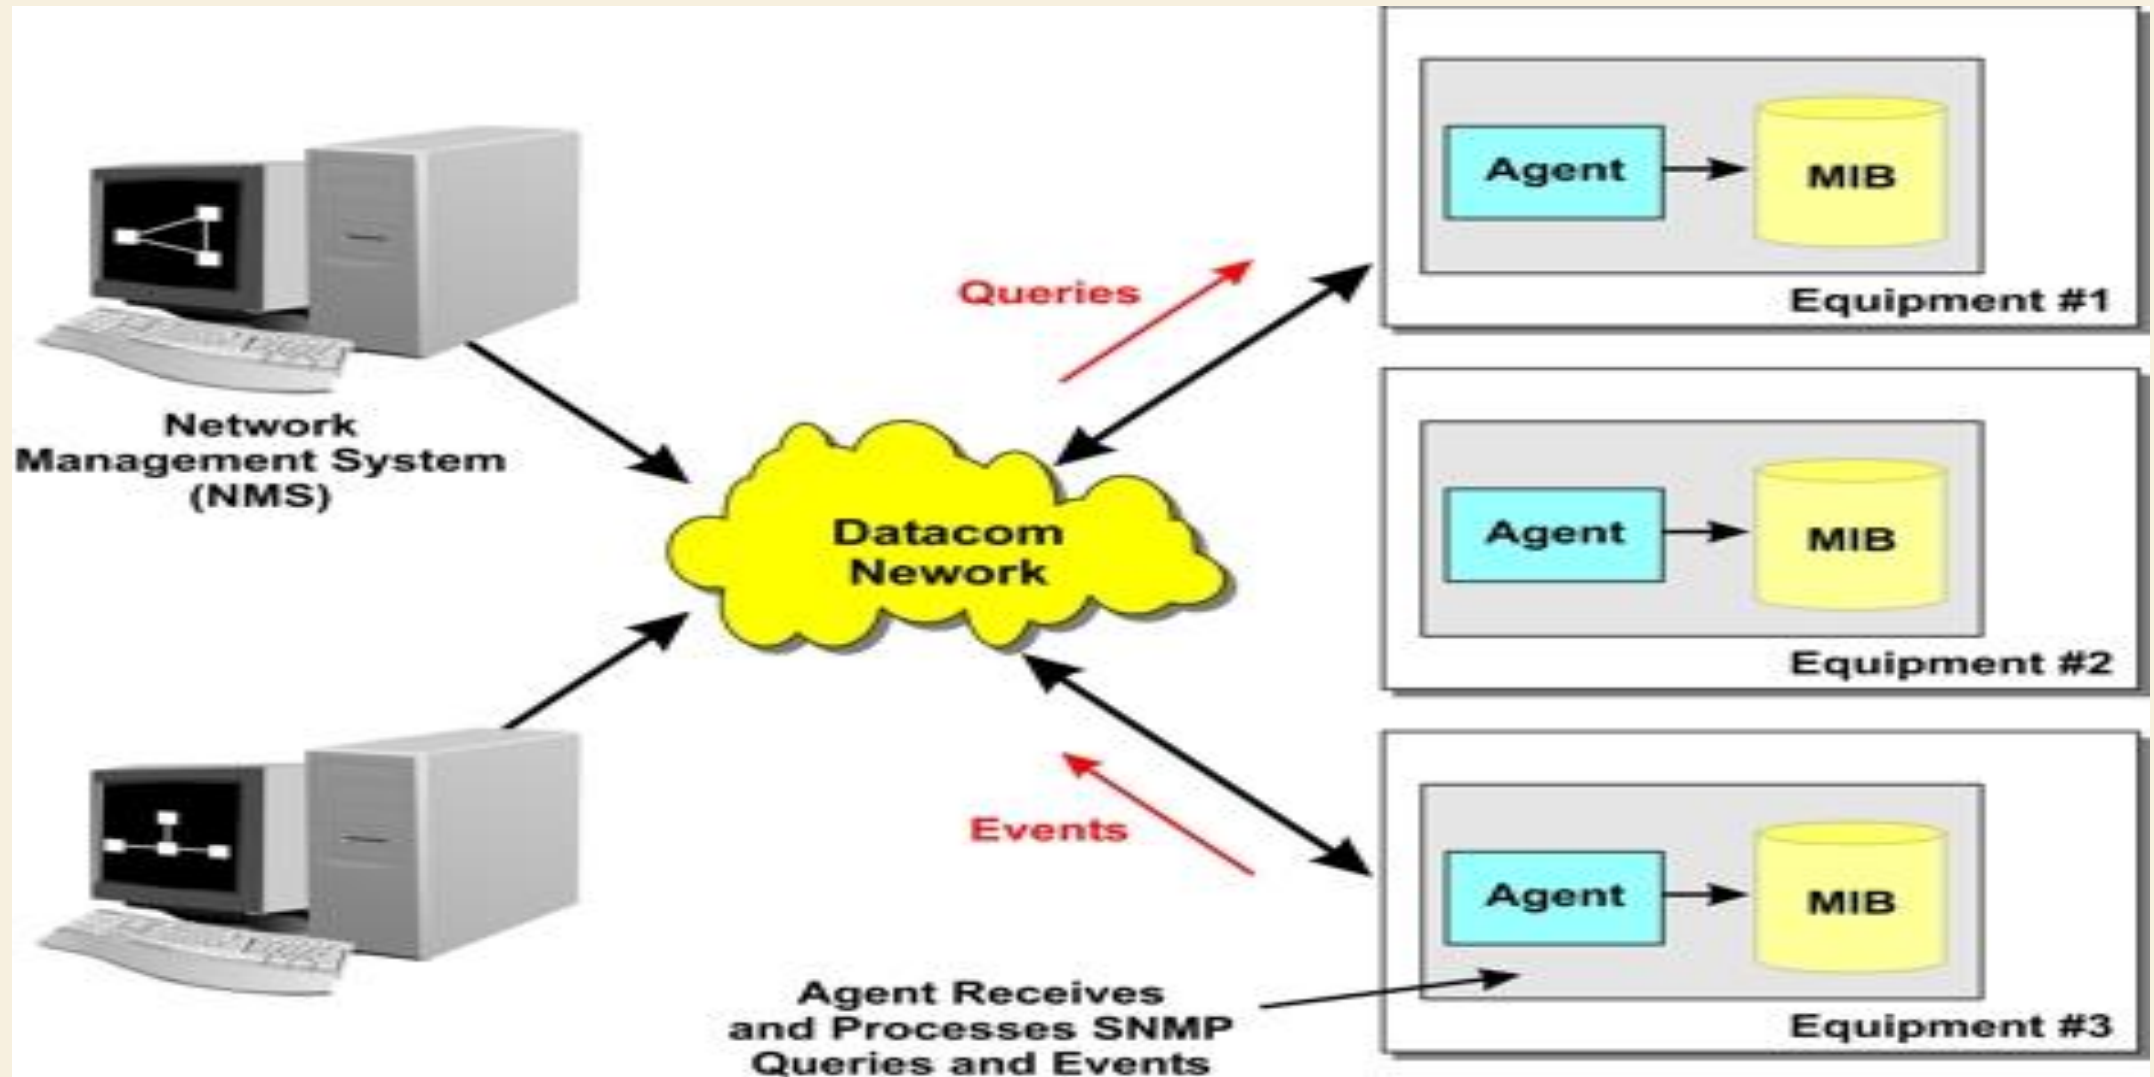 Network
Management System
(NMS)
Queries
Datacom
Nework
Events
Agent Receives
and Processes SNMP
Queries and Events
Agent
MIB
Equipment #1
Agent
MIB
Equipment #2
Agent
MIB
Equipment #3